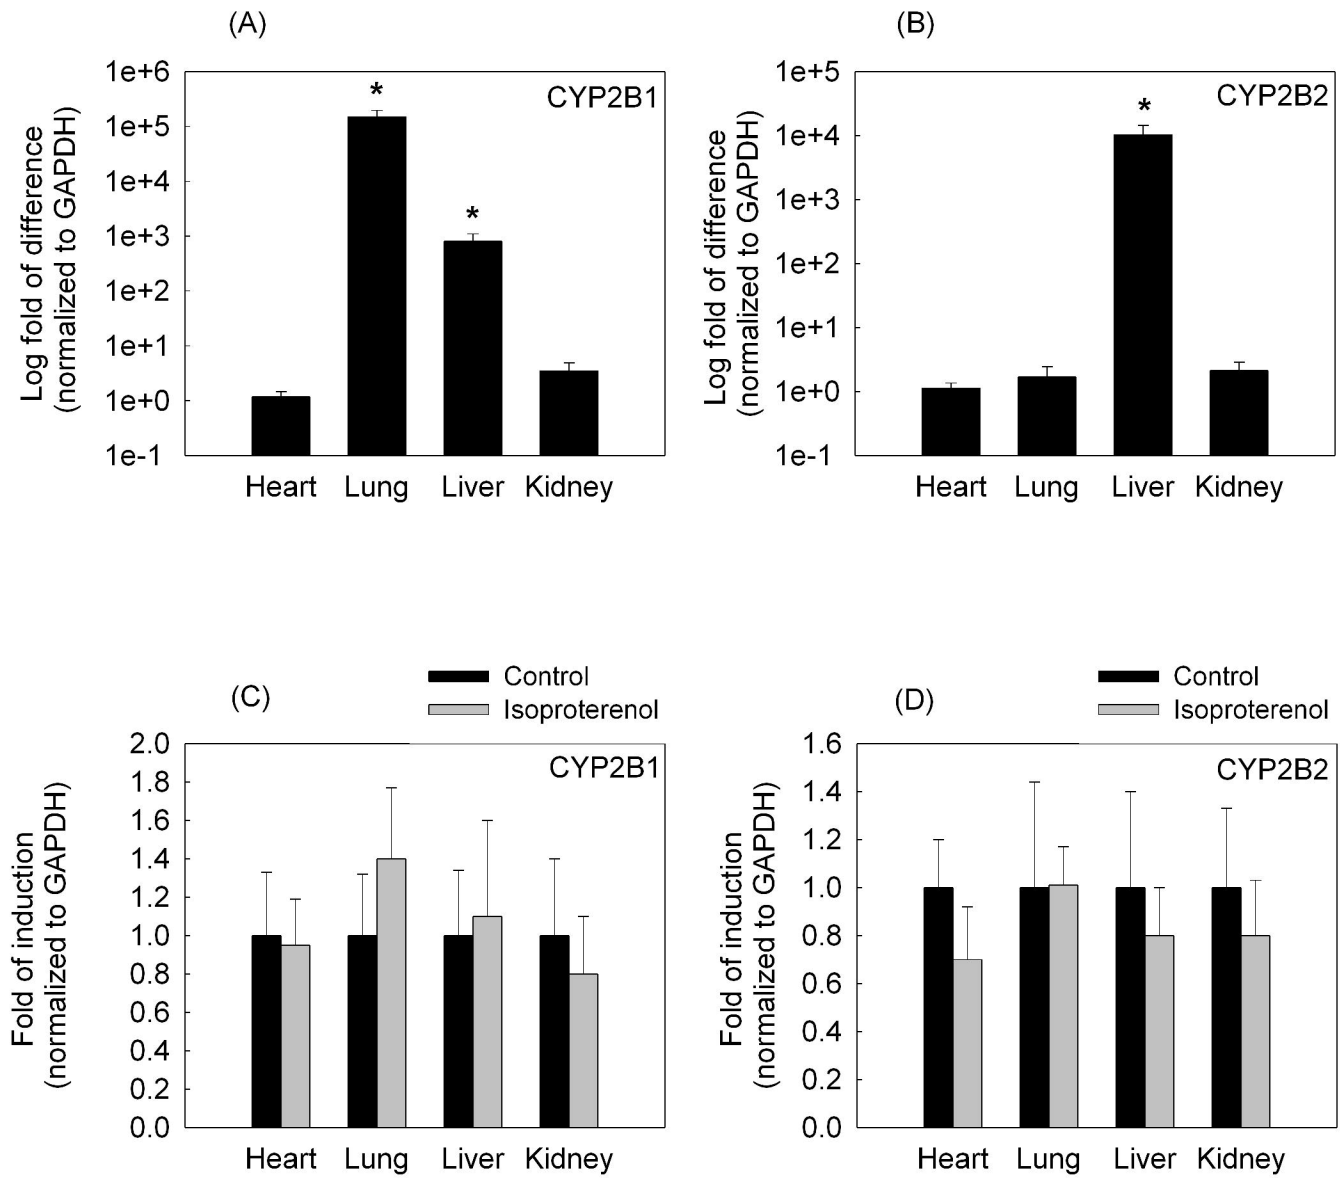 (A)
(B)
1e+6
1e+5
1e+4
1e+3
1e+2
1e+1
1e+0
1e-1
Log fold of difference
(normalized to GAPDH)
CYP2B1
*
*
Heart Lung Liver Kidney
1e+5
1e+4
1e+3
1e+2
1e+1
1e+0
1e-1
Log fold of difference
(normalized to GAPDH)
CYP2B2
*
Heart Lung Liver Kidney
(C)
Control
Isoproterenol
2.0
1.8
1.6
1.4
1.2
1.0
0.8
0.6
0.4
0.2
0.0
Fold of induction
(normalized to GAPDH)
CYP2B1
Heart Lung Liver Kidney
(D)
Control
Isoproterenol
1.6
1.4
1.2
1.0
0.8
0.6
0.4
0.2
0.0
Fold of induction
(normalized to GAPDH)
CYP2B2
Heart Lung Liver Kidney